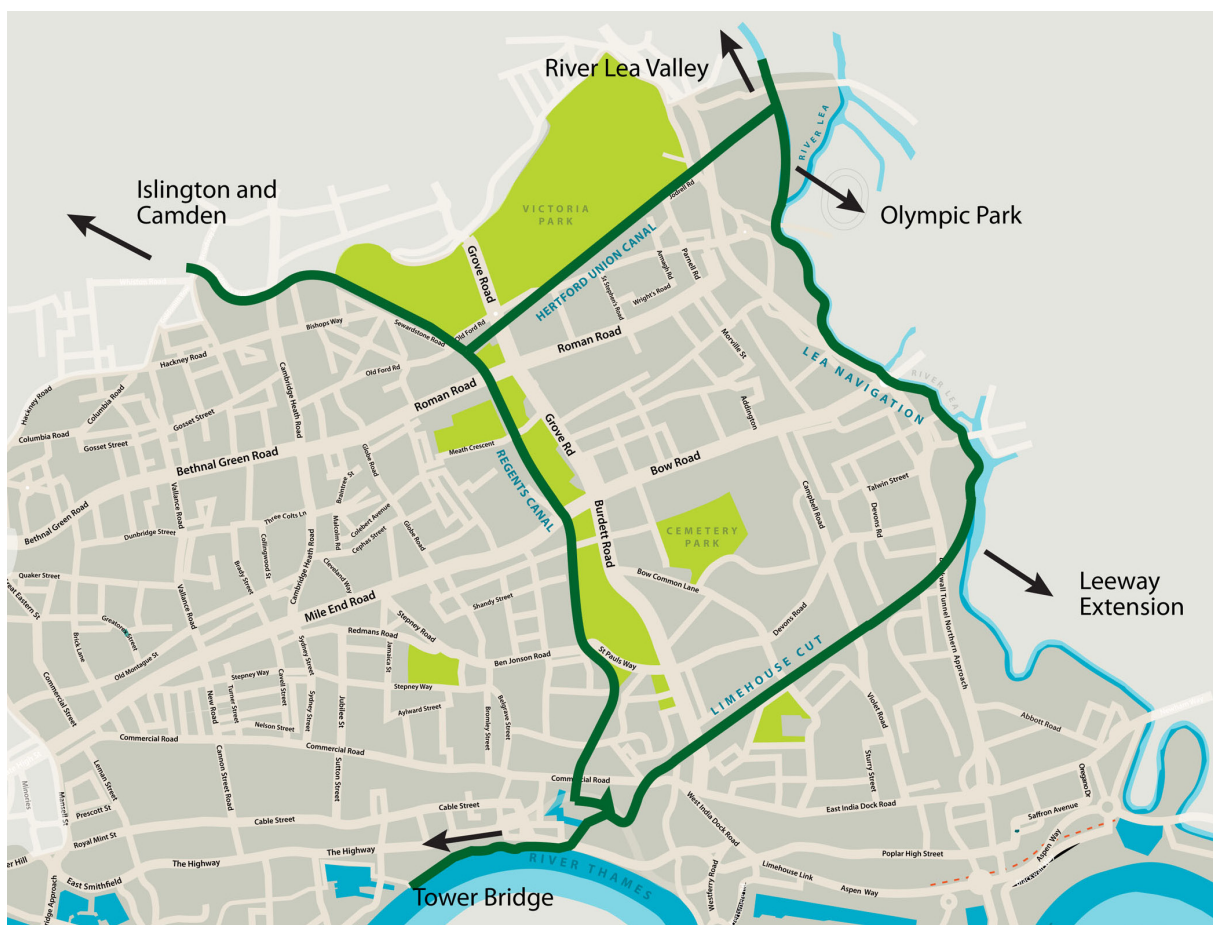 River Lea Valley
RIVER LEA
Islington and
Camden
Jodrell Rd
VICTORIA
PARK
Olympic Park
Grove Road
HERTFORD UNION CANAL
Armagh Rd
Parnell Rd
St Stephen's Road
Wright's Road
Bishops Way
Sewardstone Road
Old Ford Rd
Roman Road
Morville St
LEA NAVIGATION
RIVER LEA
Hackney Road
Cambridge Heath Road
Old Ford Rd
Hackney Road
Columbia Road
Roman Road
Addington
Gosset Street
Columbia Road
Gosset Street
Grove Rd
Meath Crescent
Bethnal Green Road
Globe Road
REGENTS CANAL
Bow Road
Braintree St
Campbell Road
Talwin Street
Vallance Road
Bethnal Green Road
Three Colts Ln
Malcolm Rd
Colebert Avenue
Cephas Street
Globe Road
Burdett Road
Devons Rd
CEMETERY
PARK
Dunbridge Street
Collingwood St
Cambridge Heath Road
Brady Street
Cleveland Way
Bow Common Lane
Quaker Street
Vallance Road
Mile End Road
Shandy Street
Leeway
Extension
Brick Lane
Redmans Road
Stepney Road
Devons Road
Old Montague St
Sydney Street
Jamaica St
Ben Jonson Road
St Pauls Way
Commercial Street
Stepney Way
Stepney Way
LIMEHOUSE CUT
New Road
Turner Street
Cavell Street
Sydney Street
Jubilee St
Aylward Street
Bromley Street
Belgrave Street
Violet Road
Nelson Street
Abbott Road
Commercial Road
Commercial Road
Leman Street
Cannon Street Road
Sutton Street
Sturry Street
Minories
Mansell St
Prescott St
Cable Street
Oregano Dr
West India Dock Road
East India Dock Road
Saffron Avenue
Royal Mint St
Cable Street
The Highway
The Highway
RIVER THAMES
Poplar High Street
Aspen Way
Limehouse Link
East Smithfield
Westferry Road
Aspen Way
Tower Bridge